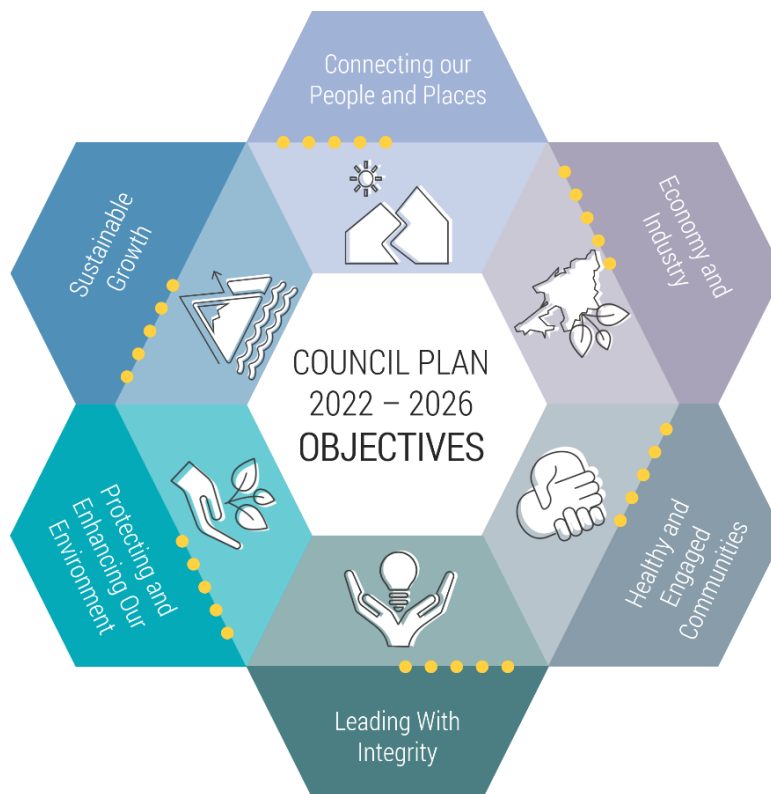 Connecting our
People and Places
Economy and
Industry
Healthy and
Engaged
Communities
Leading With
Integrity
Protecting and
Enhancing Our
Environment
Sustainable
Growth
COUNCIL PLAN
2022 – 2026
OBJECTIVES